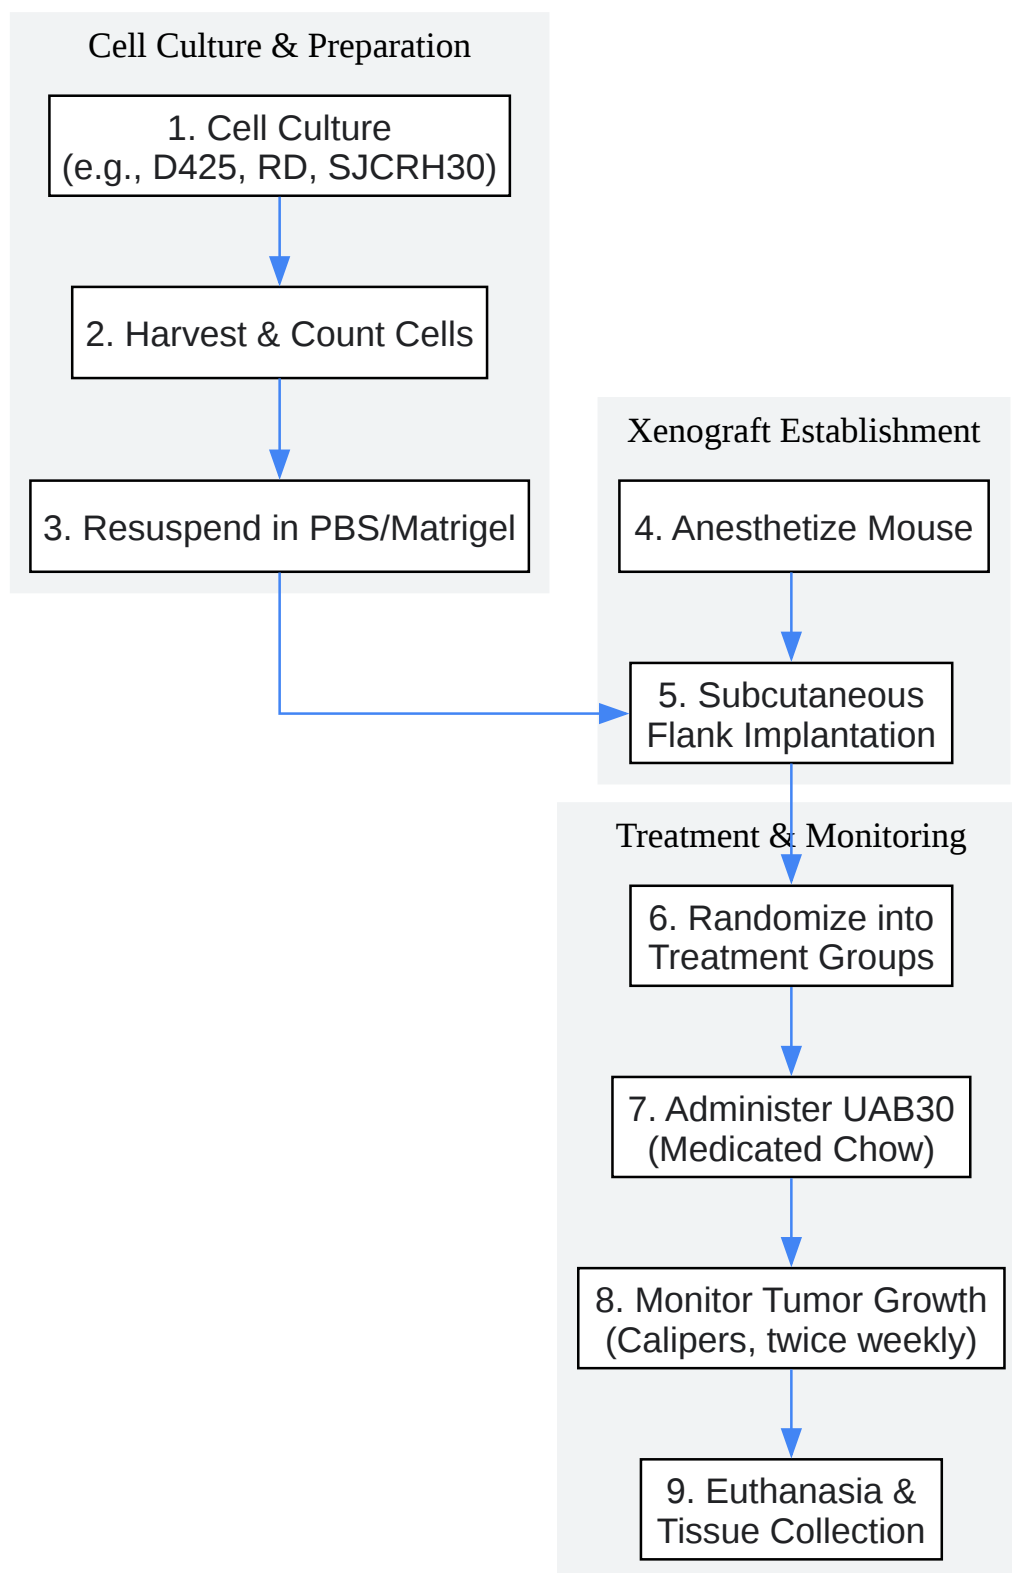 Cell Culture & Preparation
1. Cell Culture
(e.g., D425, RD, SJCRH30)
2. Harvest & Count Cells
3. Resuspend in PBS/Matrigel
Xenograft Establishment
4. Anesthetize Mouse
5. Subcutaneous
Flank Implantation
Treatment & Monitoring
6. Randomize into
Treatment Groups
7. Administer UAB30
(Medicated Chow)
8. Monitor Tumor Growth
(Calipers, twice weekly)
9. Euthanasia &
Tissue Collection